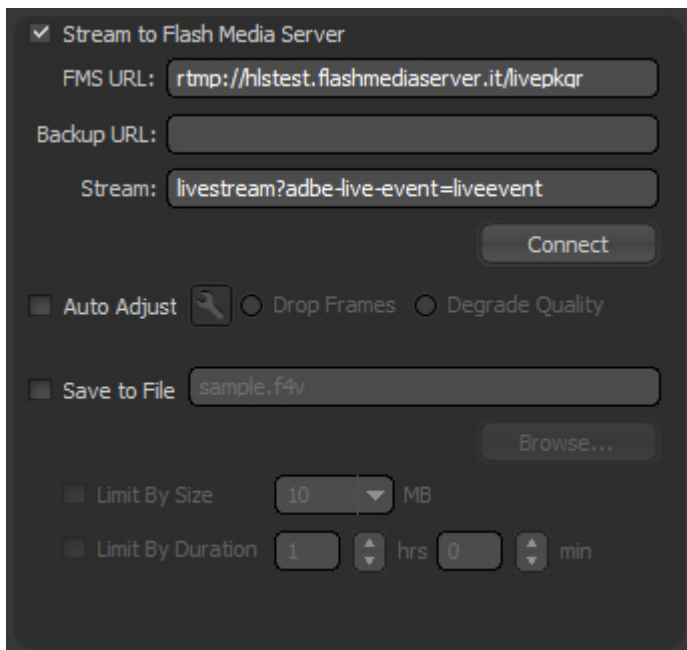 Stream to Flash Media Server
FMS URL: rtmp://hlstest.flashmediaserver.it/livepkgr
Backup URL:
Stream: livestream?adbe-live-event=liveevent
Connect
Auto Adjust Drop Frames Degrade Quality
Save to File sample.f4v
Browse...
Limit By Size 10 MB
Limit By Duration 1 hrs 0 min